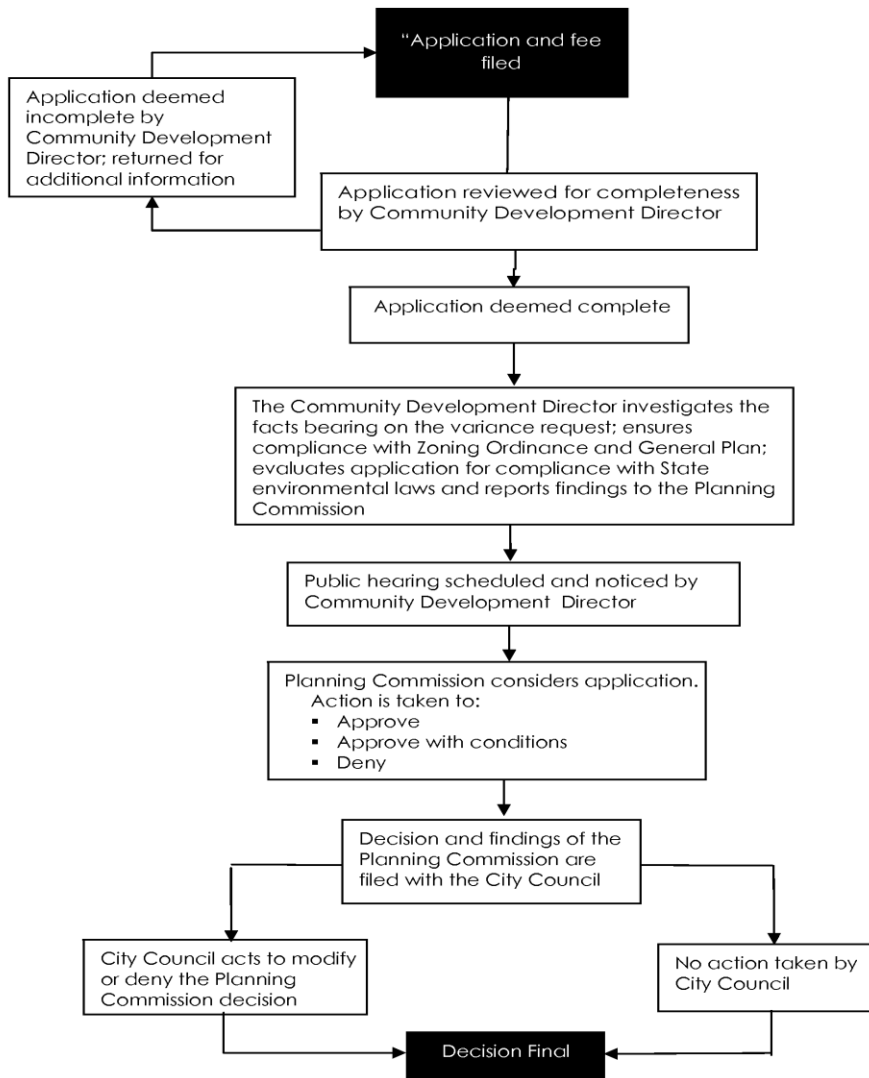 “Application and fee
filed
Application deemed
incomplete by
Community Development
Director; returned for
additional information
Application reviewed for completeness
by Community Development Director
Application deemed complete
The Community Development Director investigates the
facts bearing on the variance request; ensures
compliance with Zoning Ordinance and General Plan;
evaluates application for compliance with State
environmental laws and reports findings to the Planning
Commission
Public hearing scheduled and noticed by
Community Development Director
Planning Commission considers application.
Action is taken to:
▪ Approve
▪ Approve with conditions
▪ Deny
Decision and findings of the
Planning Commission are
filed with the City Council
City Council acts to modify
or deny the Planning
Commission decision
No action taken by
City Council
Decision Final